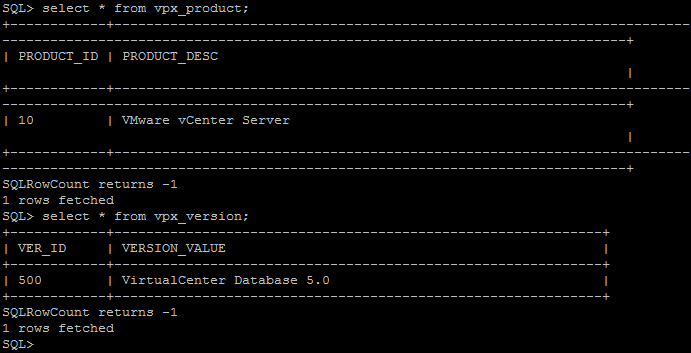 SQL> select * from vpx_product;
+------------+-----------------------------------------------------------------------
------------------------------------------------------------------------------+
| PRODUCT_ID | PRODUCT_DESC
|
+------------+-----------------------------------------------------------------------
------------------------------------------------------------------------------+
| 10 | VMware vCenter Server
|
+------------+-----------------------------------------------------------------------
------------------------------------------------------------------------------+
SQLRowCount returns -1
1 rows fetched
SQL> select * from vpx_version;
+------------+-------------------------------------------------------------+
| VER_ID | VERSION_VALUE |
+------------+-------------------------------------------------------------+
| 500 | VirtualCenter Database 5.0 |
+------------+-------------------------------------------------------------+
SQLRowCount returns -1
1 rows fetched
SQL>